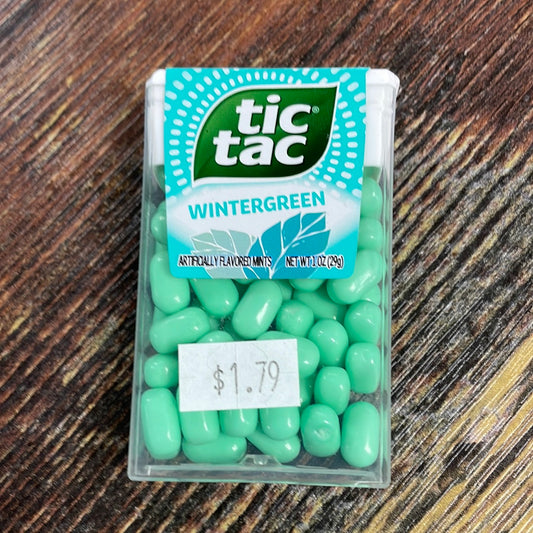 tic®
tac
WINTERGREEN
ARTIFICIALLY FLAVORED MINTS NET WT 1 OZ (29g)
$1.79